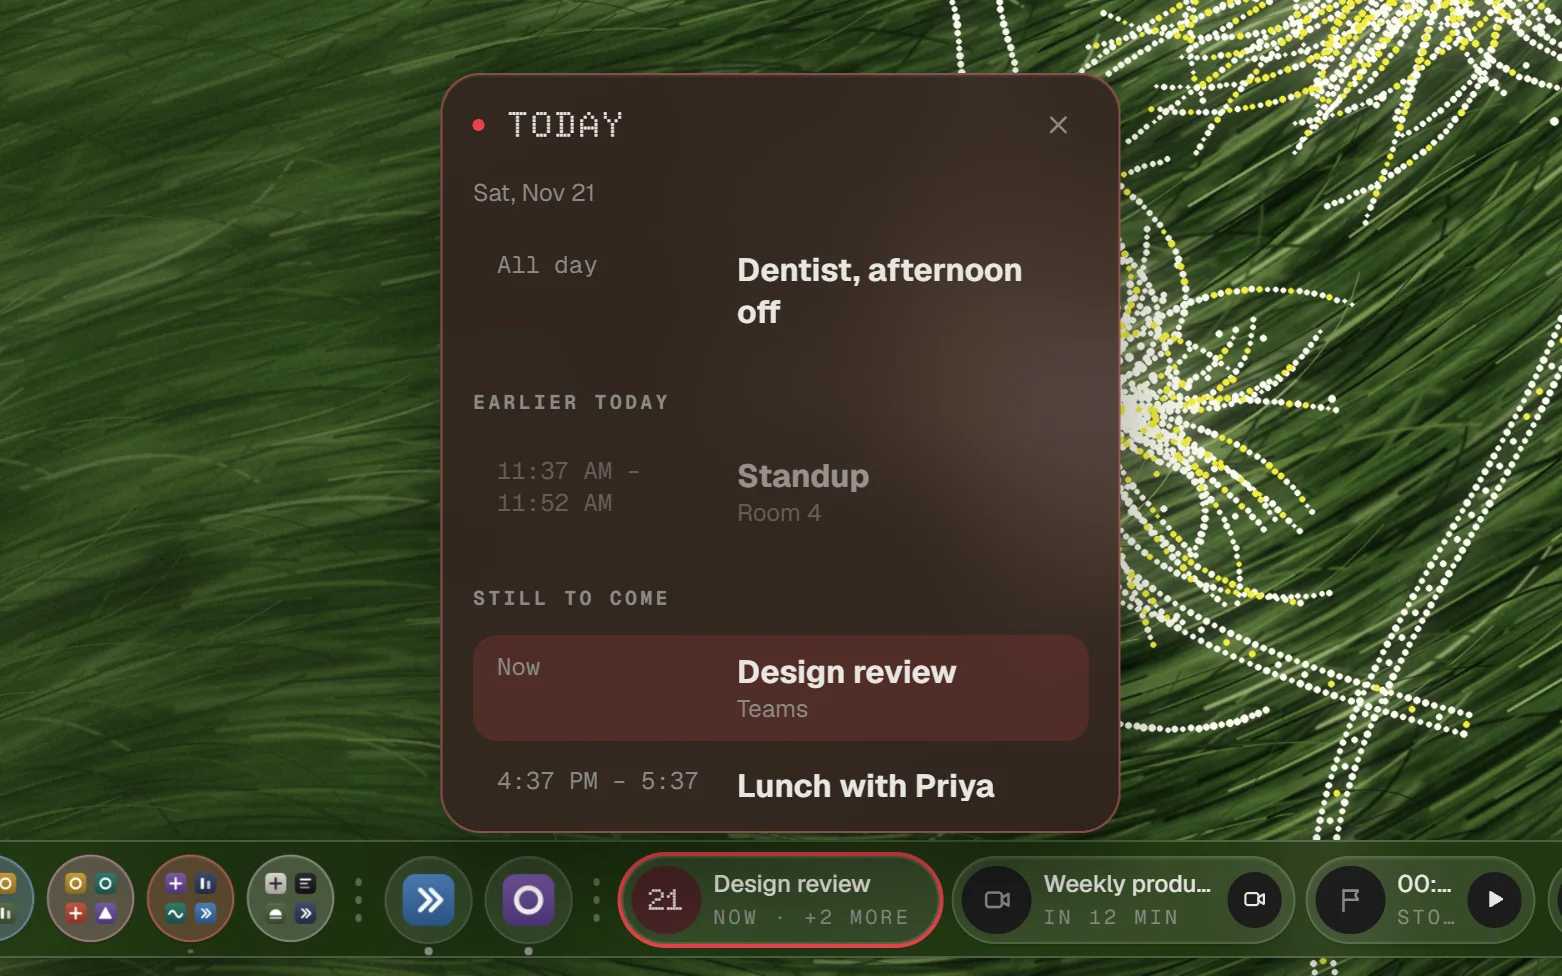 TODAY
Sat, Nov 21
All day
Dentist, afternoon
off
EARLIER TODAY
11:37 AM –
11:52 AM
Standup
Room 4
STILL TO COME
Now
Design review
Teams
4:37 PM – 5:37
Lunch with Priya
21
Design review
NOW · +2 MORE
Weekly produ...
IN 12 MIN
00:...
STO...